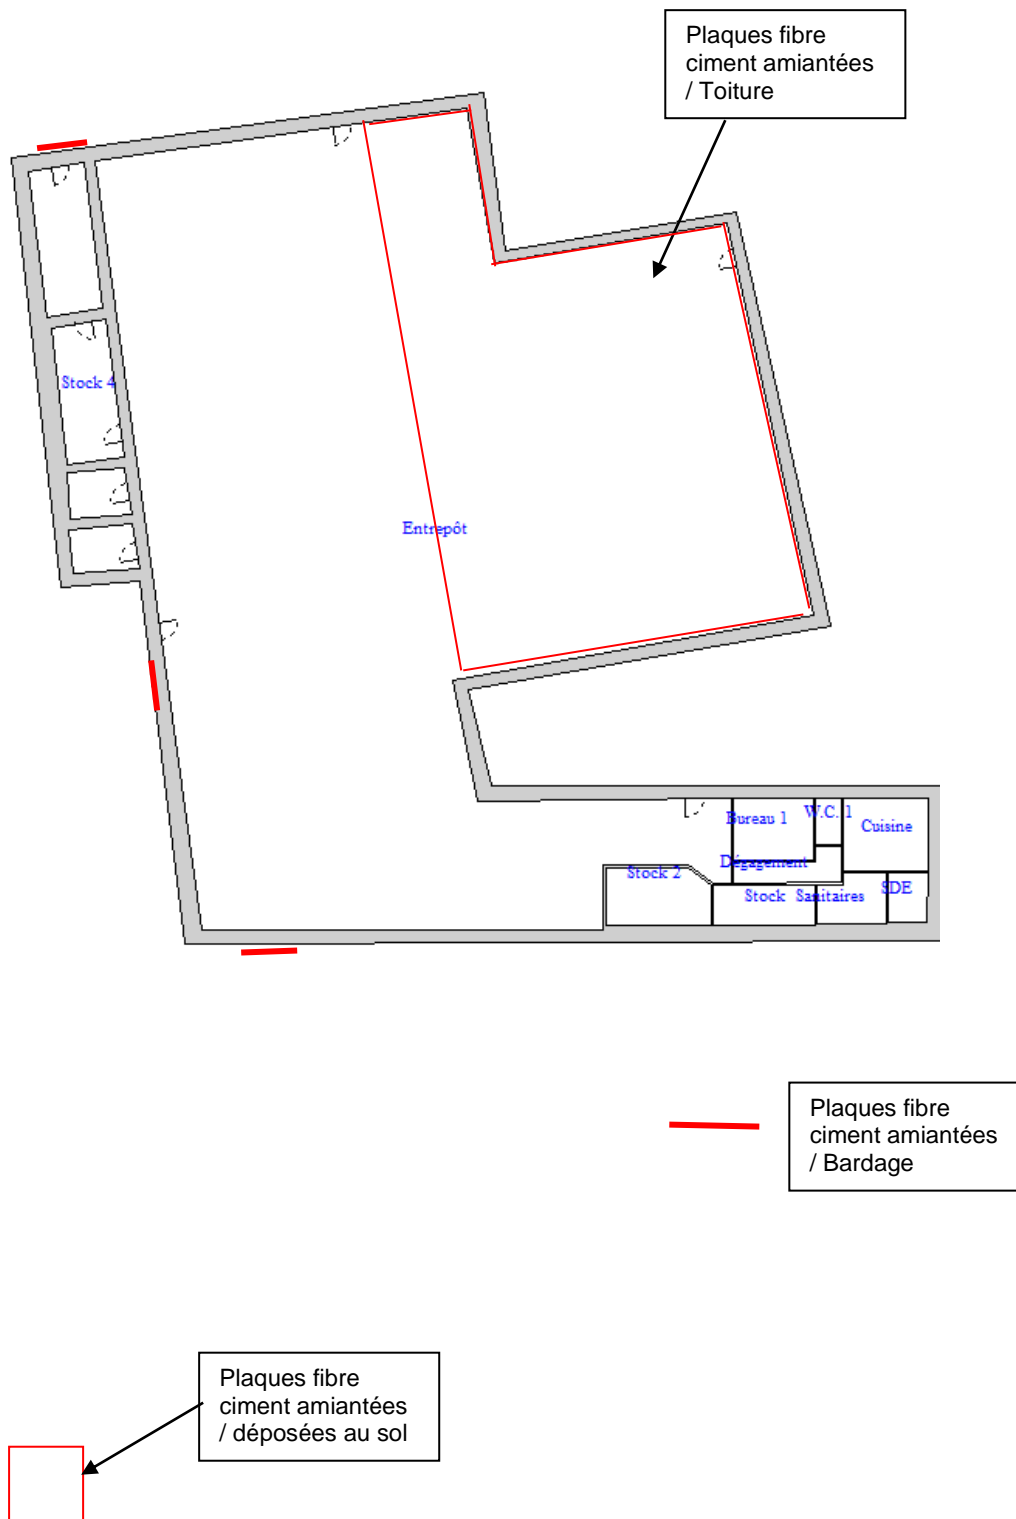 Plaques fibre
ciment amiantées
/ Toiture
Stock 4
Entrepôt
Bureau 1
W.C. 1
Cuisine
Dégagement
Stock 2
Stock
Sanitaires
SDE
Plaques fibre
ciment amiantées
/ Bardage
Plaques fibre
ciment amiantées
/ déposées au sol